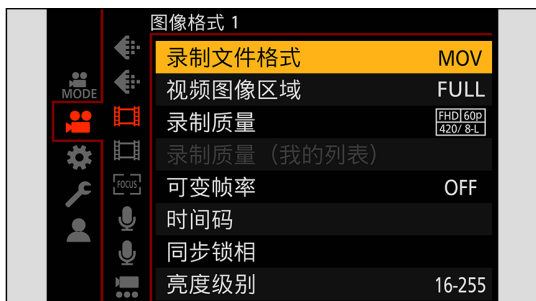 图像格式 1
录制文件格式 MOV
视频图像区域 FULL
录制质量 FHD 60p 420/8-L
录制质量（我的列表）
可变帧率 OFF
时间码
同步锁相
亮度级别 16-255
MODE
FOCUS